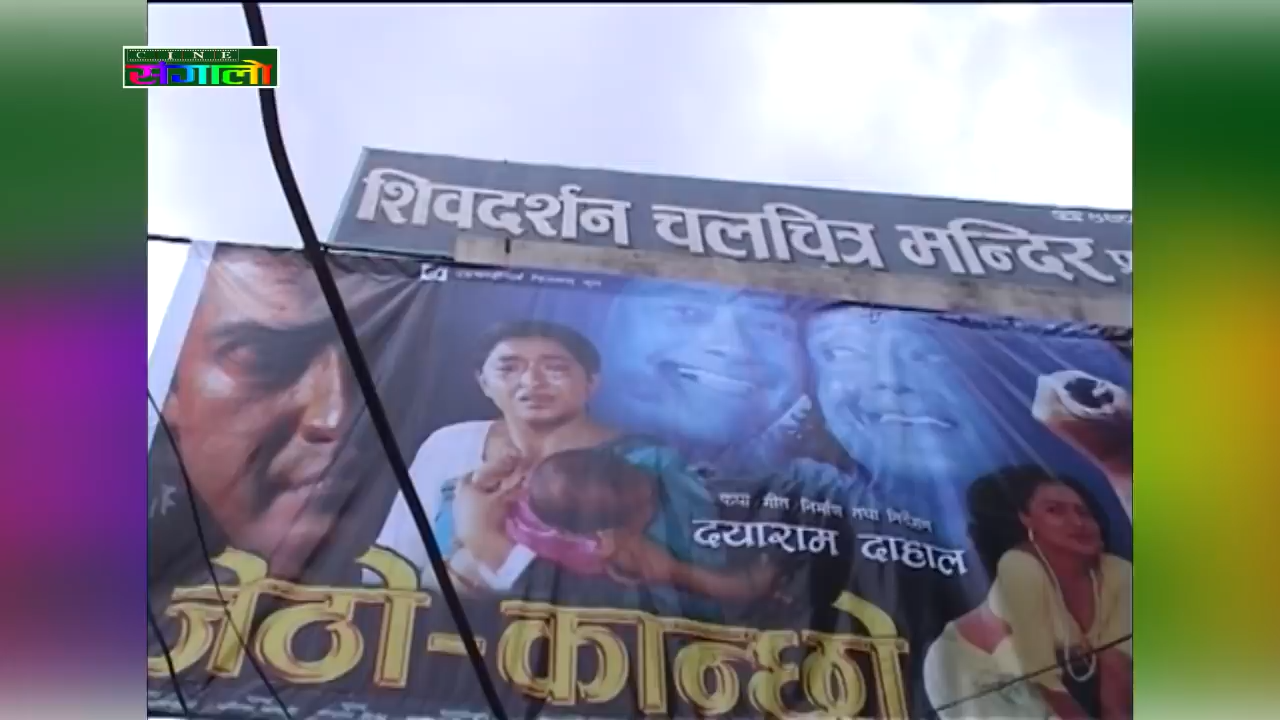 CINE
संगालो
शिवदर्शन चलचित्र मन्दिर प्र
कथा गीत निर्माण तथा निर्देशन
दयाराम दाहाल
जेठो-कान्छो